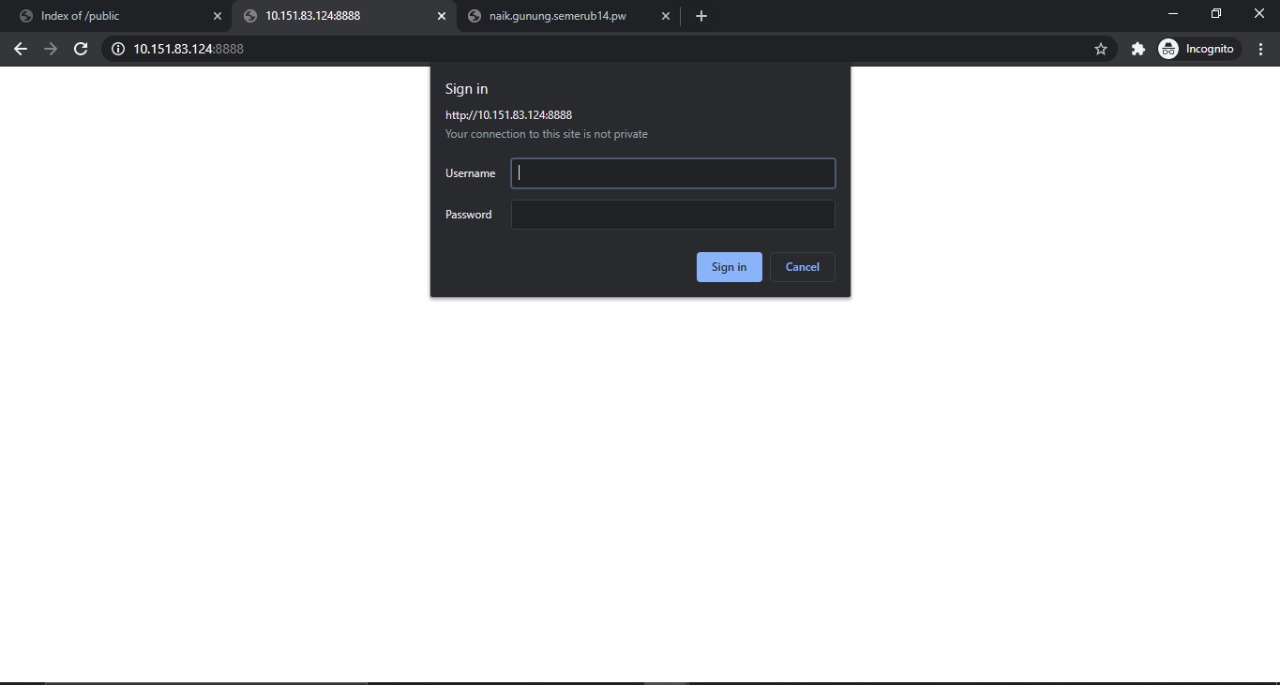 Index of /public
10.151.83.124:8888
naik.gunung.semerub14.pw
10.151.83.124:8888
Incognito
Sign in
http://10.151.83.124:8888
Your connection to this site is not private
Username
Password
Sign in
Cancel